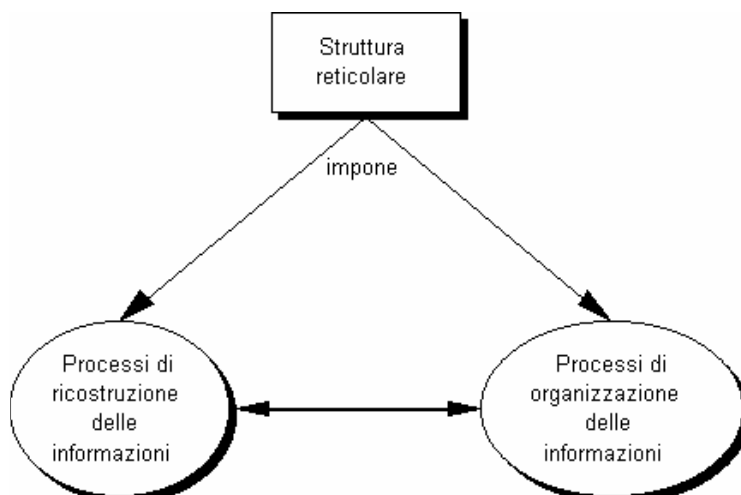 Struttura
reticolare
impone
Processi di
ricostruzione
delle
informazioni
Processi di
organizzazione
delle
informazioni